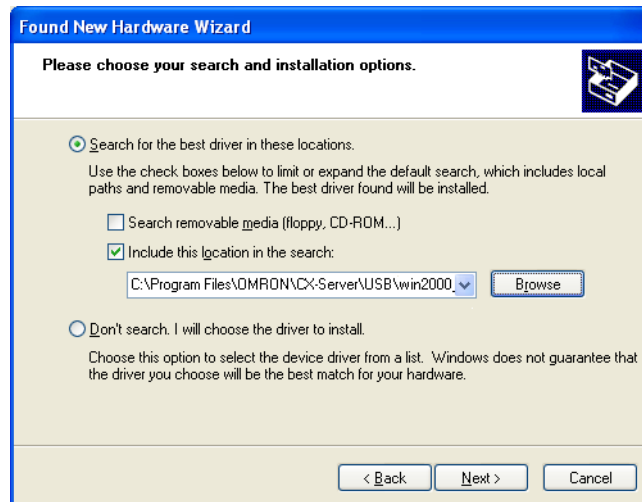 Found New Hardware Wizard
Please choose your search and installation options.
Search for the best driver in these locations.
Use the check boxes below to limit or expand the default search, which includes local
paths and removable media. The best driver found will be installed.
Search removable media (floppy, CD-ROM...)
Include this location in the search:
C:\Program Files\OMRON\CX-Server\USB\win2000_
Browse
Don't search. I will choose the driver to install.
Choose this option to select the device driver from a list. Windows does not guarantee that
the driver you choose will be the best match for your hardware.
< Back
Next >
Cancel